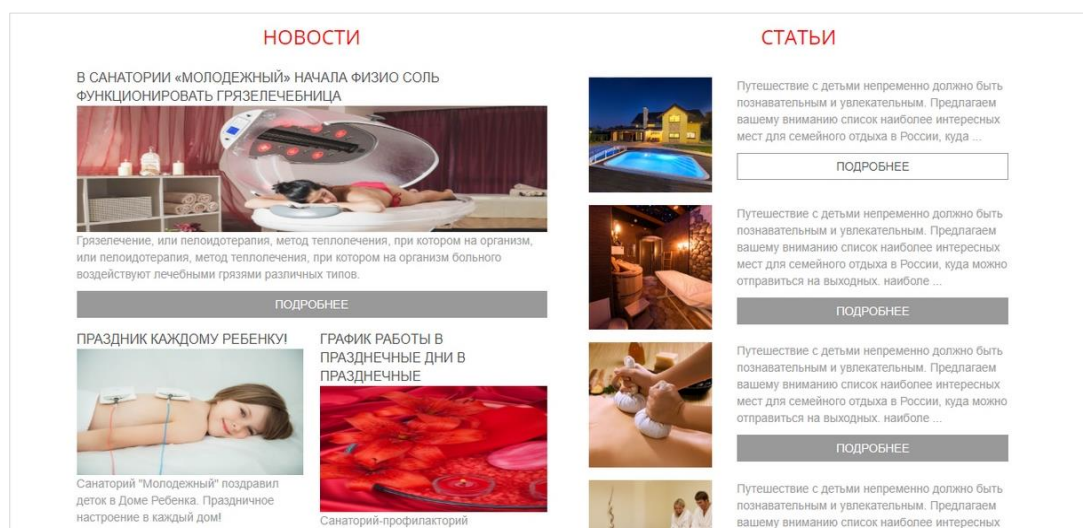 НОВОСТИ
В САНАТОРИИ «МОЛОДЕЖНЫЙ» НАЧАЛА ФИЗИО СОЛЬ
ФУНКЦИОНИРОВАТЬ ГРЯЗЕЛЕЧЕБНИЦА
Грязелечение, или пелоидотерапия, метод теплолечения, при котором на организм,
или пелоидотерапия, метод теплолечения, при котором на организм больного
воздействуют лечебными грязями различных типов.
ПОДРОБНЕЕ
ПРАЗДНИК КАЖДОМУ РЕБЕНКУ!
Санаторий "Молодежный" поздравил
деток в Доме Ребенка. Праздничное
настроение в каждый дом!
ГРАФИК РАБОТЫ В
ПРАЗДНЕЧНЫЕ ДНИ В
ПРАЗДНЕЧНЫЕ
Санаторий-профилакторий
СТАТЬИ
Путешествие с детьми непременно должно быть
познавательным и увлекательным. Предлагаем
вашему вниманию список наиболее интересных
мест для семейного отдыха в России, куда ...
ПОДРОБНЕЕ
Путешествие с детьми непременно должно быть
познавательным и увлекательным. Предлагаем
вашему вниманию список наиболее интересных
мест для семейного отдыха в России, куда можно
отправиться на выходных. наиболе ...
ПОДРОБНЕЕ
Путешествие с детьми непременно должно быть
познавательным и увлекательным. Предлагаем
вашему вниманию список наиболее интересных
мест для семейного отдыха в России, куда можно
отправиться на выходных. наиболе ...
ПОДРОБНЕЕ
Путешествие с детьми непременно должно быть
познавательным и увлекательным. Предлагаем
вашему вниманию список наиболее интересных